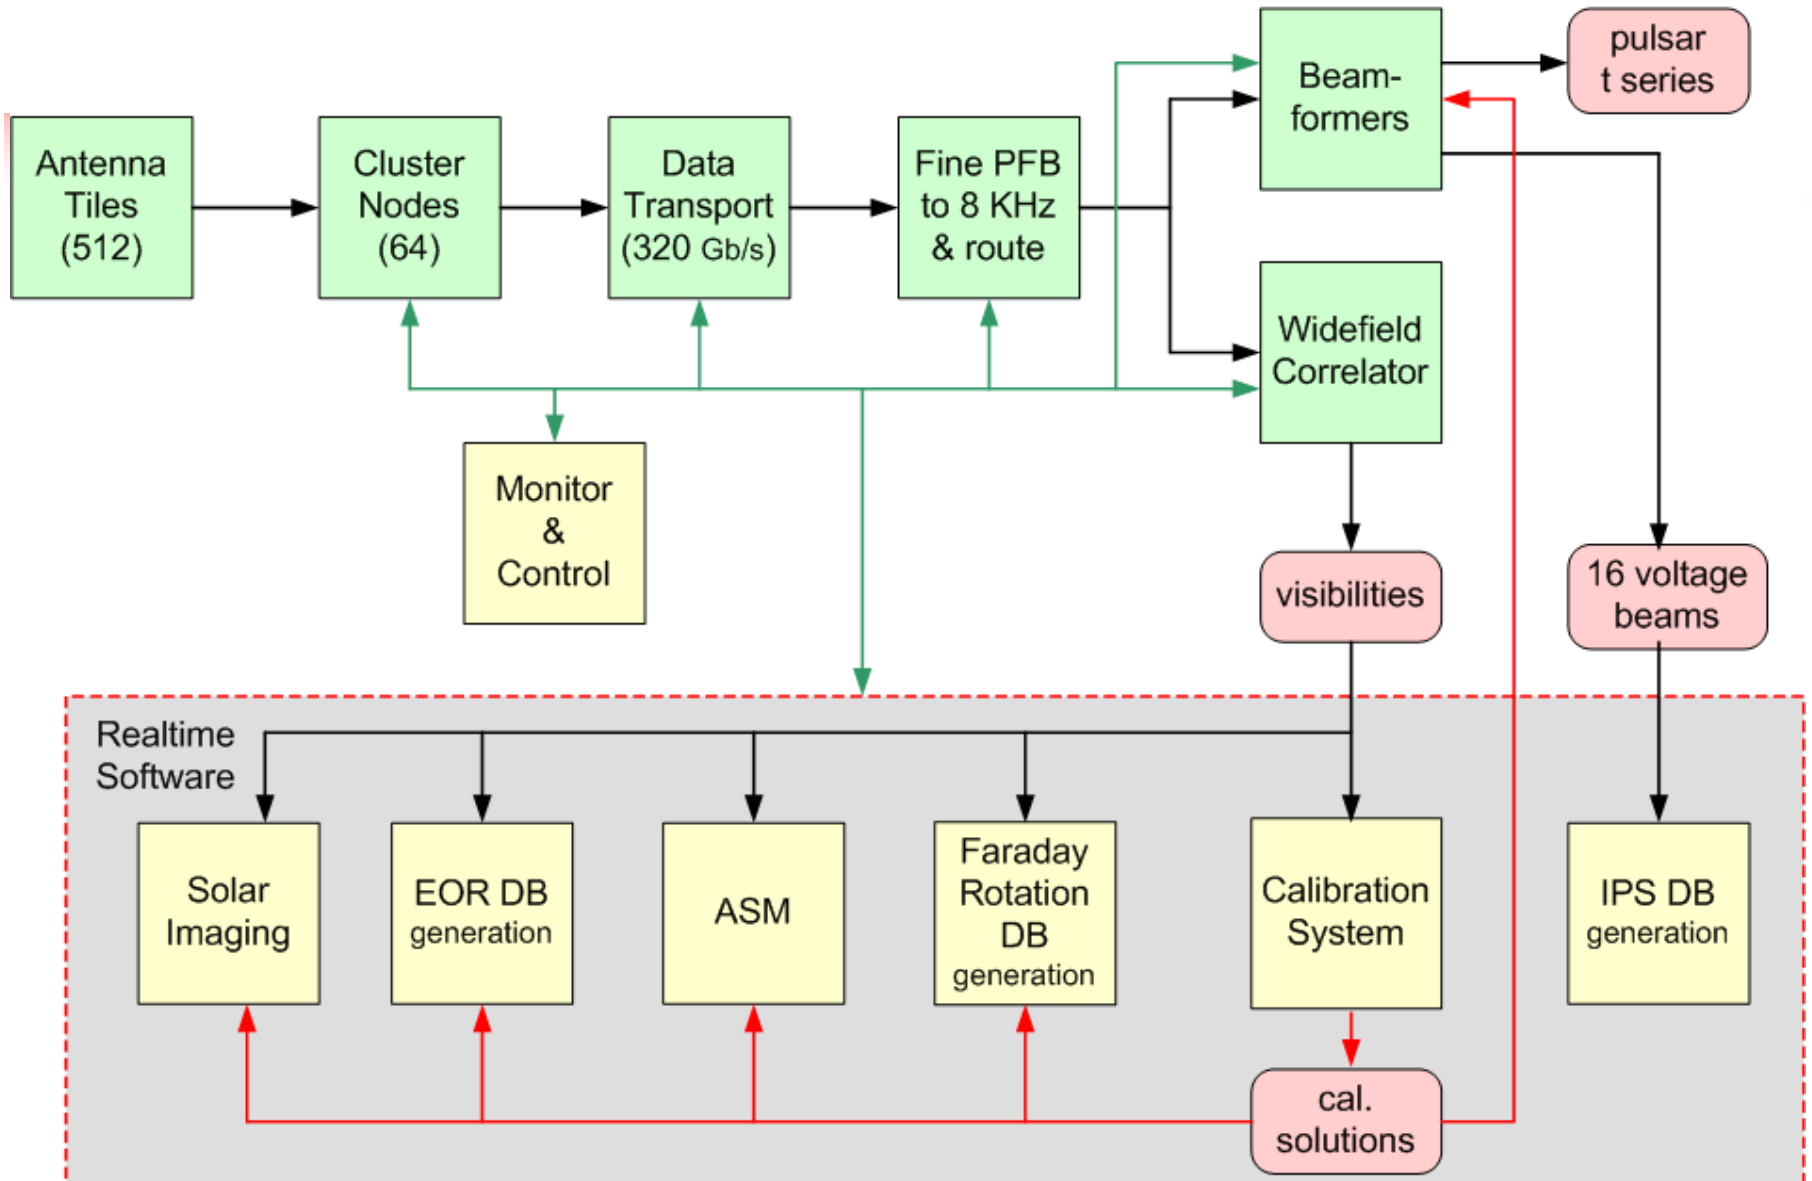 Antenna
Tiles
(512)
Cluster
Nodes
(64)
Data
Transport
(320 Gb/s)
Fine PFB
to 8 KHz
& route
Beam-
formers
pulsar
t series
Widefield
Correlator
Monitor
&
Control
visibilities
16 voltage
beams
Realtime
Software
Solar
Imaging
EOR DB
generation
ASM
Faraday
Rotation
DB
generation
Calibration
System
IPS DB
generation
cal.
solutions